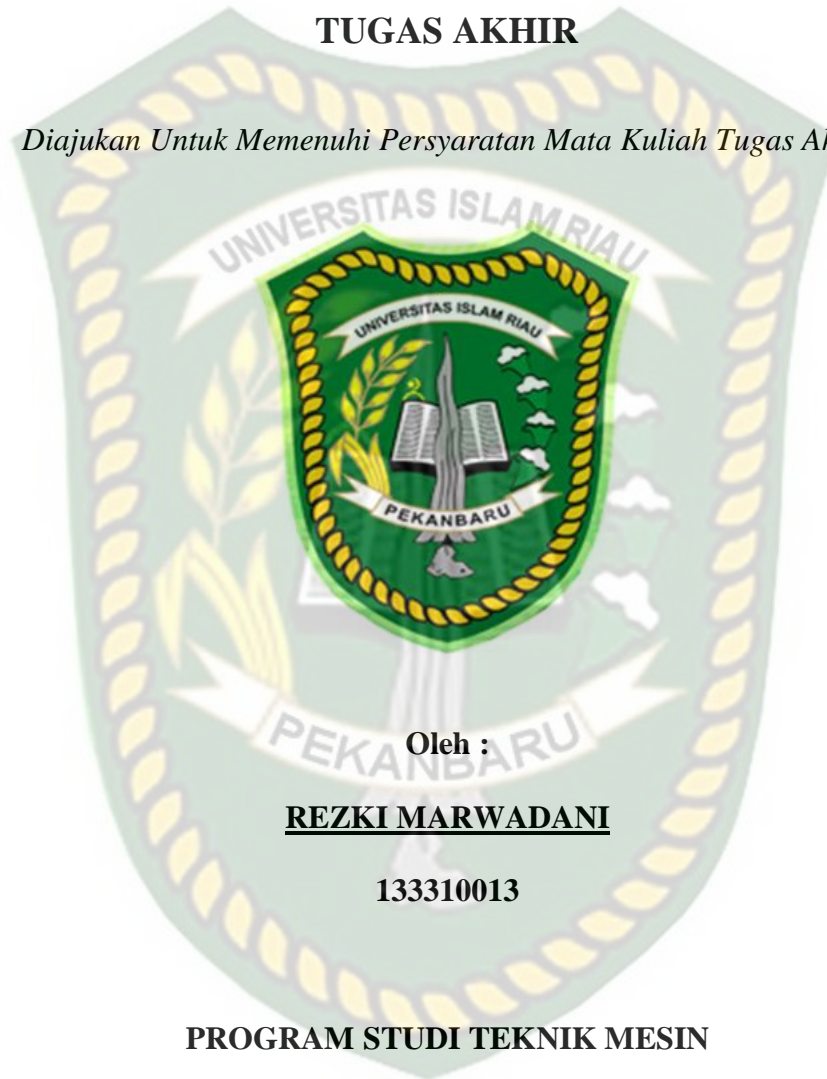 TUGAS AKHIR
Diajukan Untuk Memenuhi Persyaratan Mata Kuliah Tugas
UNIVERSITAS ISLAM RIAU
UNIVERSITAS ISLAM RIAU
PEKANBARU
PEKANBARU
Oleh :
REZKI MARWADANI
133310013
PROGRAM STUDI TEKNIK MESIN